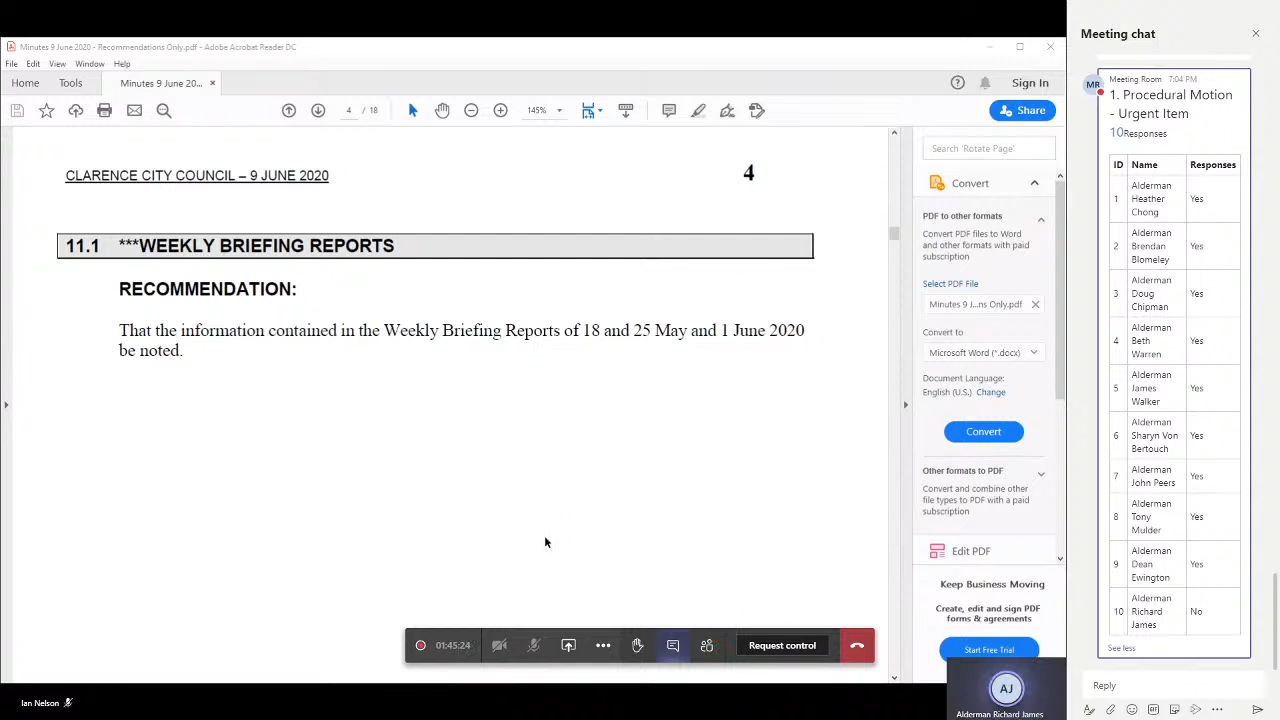 Minutes 9 June 2020 - Recommendations Only.pdf - Adobe Acrobat Reader DC
File Edit View Window Help
Home Tools Minutes 9 June 20... × Sign In
4 / 18 145% Share
CLARENCE CITY COUNCIL – 9 JUNE 2020 4
11.1 ***WEEKLY BRIEFING REPORTS
RECOMMENDATION:
That the information contained in the Weekly Briefing Reports of 18 and 25 May and 1 June 2020
be noted.
Search 'Rotate Page'
Convert
PDF to other formats
Convert PDF files to Word
and other formats with paid
subscription
Select PDF File
Minutes 9 J...ns Only.pdf
Convert to
Microsoft Word (*.docx)
Document Language:
English (U.S.) Change
Convert
Other formats to PDF
Convert and combine other
file types to PDF with a paid
subscription
Edit PDF
Keep Business Moving
Create, edit and sign PDF
forms & agreements
Start Free Trial
01:45:24 Request control
Ian Nelson
AJ
Alderman Richard James
Meeting chat
MR
Meeting Room 7:04 PM
1. Procedural Motion
- Urgent Item
10Responses
ID Name Responses
1 Alderman Heather Chong Yes
2 Alderman Brendan Blomeley Yes
3 Alderman Doug Chipman Yes
4 Alderman Beth Warren Yes
5 Alderman James Walker Yes
6 Alderman Sharyn Von Bertouch Yes
7 Alderman John Peers Yes
8 Alderman Tony Mulder Yes
9 Alderman Dean Ewington Yes
10 Alderman Richard James No
See less
Reply